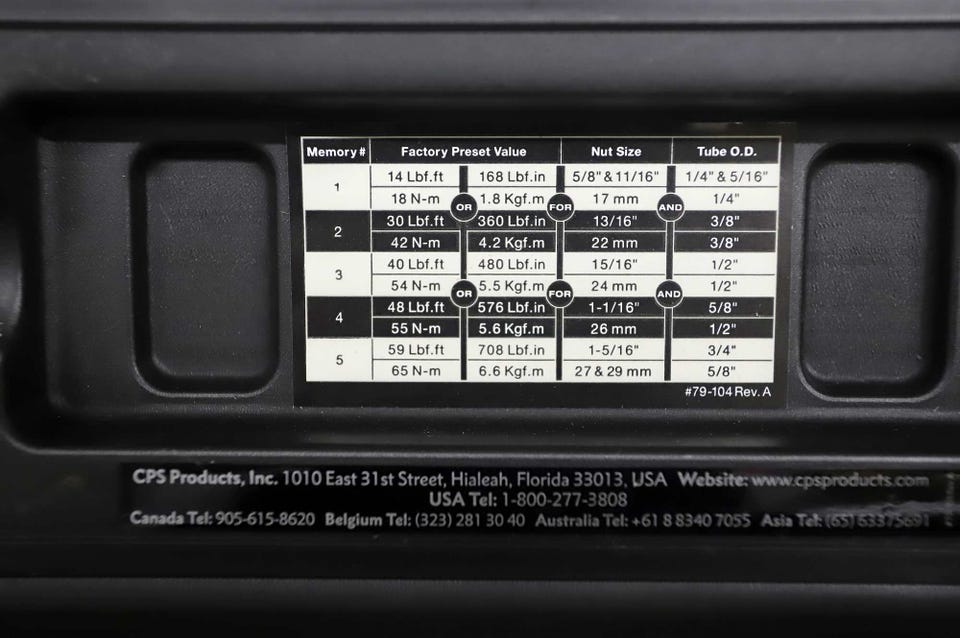 Memory # Factory Preset Value Nut Size Tube O.D.
1 14 Lbf.ft 168 Lbf.in 5/8" & 11/16" 1/4" & 5/16"
18 N-m 1.8 Kgf.m 17 mm 1/4"
OR FOR AND
2 30 Lbf.ft 360 Lbf.in 13/16" 3/8"
42 N-m 4.2 Kgf.m 22 mm 3/8"
3 40 Lbf.ft 480 Lbf.in 15/16" 1/2"
54 N-m 5.5 Kgf.m 24 mm 1/2"
OR FOR AND
4 48 Lbf.ft 576 Lbf.in 1-1/16" 5/8"
55 N-m 5.6 Kgf.m 26 mm 1/2"
5 59 Lbf.ft 708 Lbf.in 1-5/16" 3/4"
65 N-m 6.6 Kgf.m 27 & 29 mm 5/8"
#79-104 Rev. A
CPS Products, Inc. 1010 East 31st Street, Hialeah, Florida 33013, USA Website: www.cpsproducts.com
USA Tel: 1-800-277-3808
Canada Tel: 905-615-8620 Belgium Tel: (323) 281 30 40 Australia Tel: +61 8 8340 7055 Asia Tel: (65) 63375691